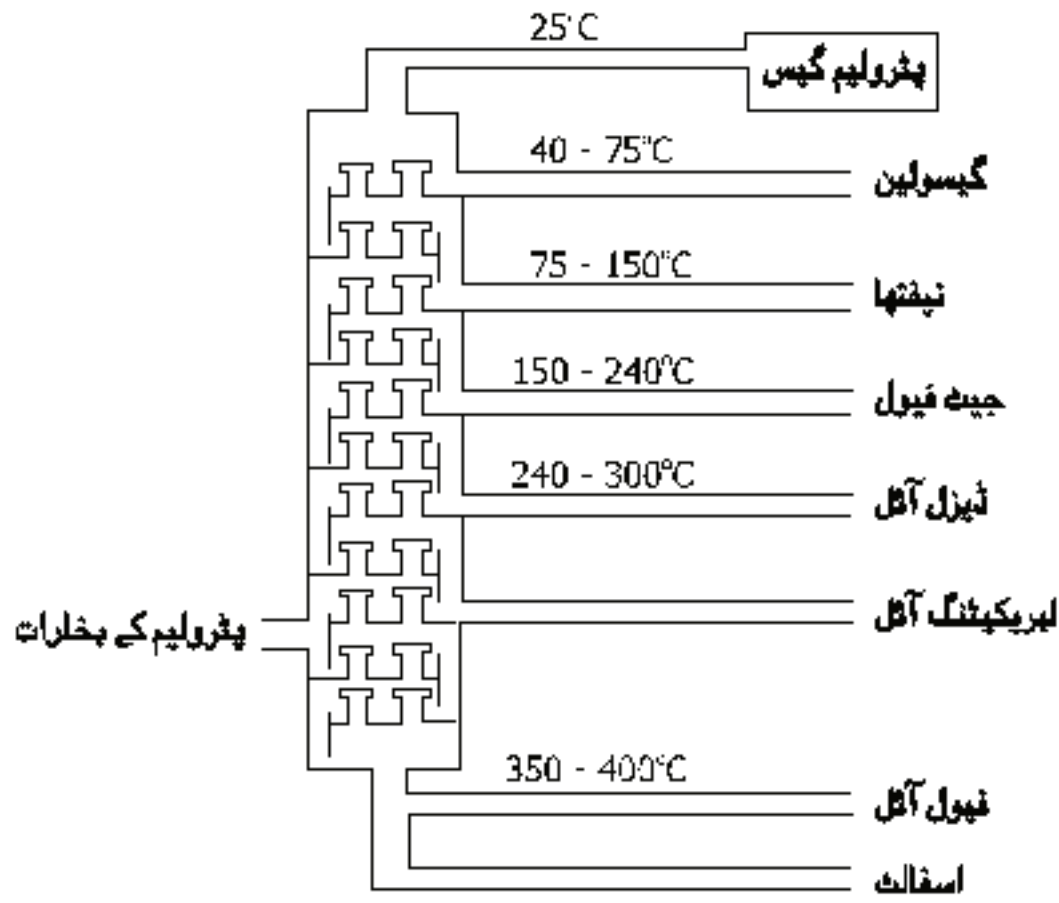 25°C
پٹرولیم گیس
40 - 75°C
گیسولین
75 - 150°C
نیفتھا
150 - 240°C
جیٹ فیول
240 - 300°C
ڈیزل آئل
لبریکیٹنگ آئل
پٹرولیم کے بخارات
350 - 400°C
فیول آئل
اسفالٹ